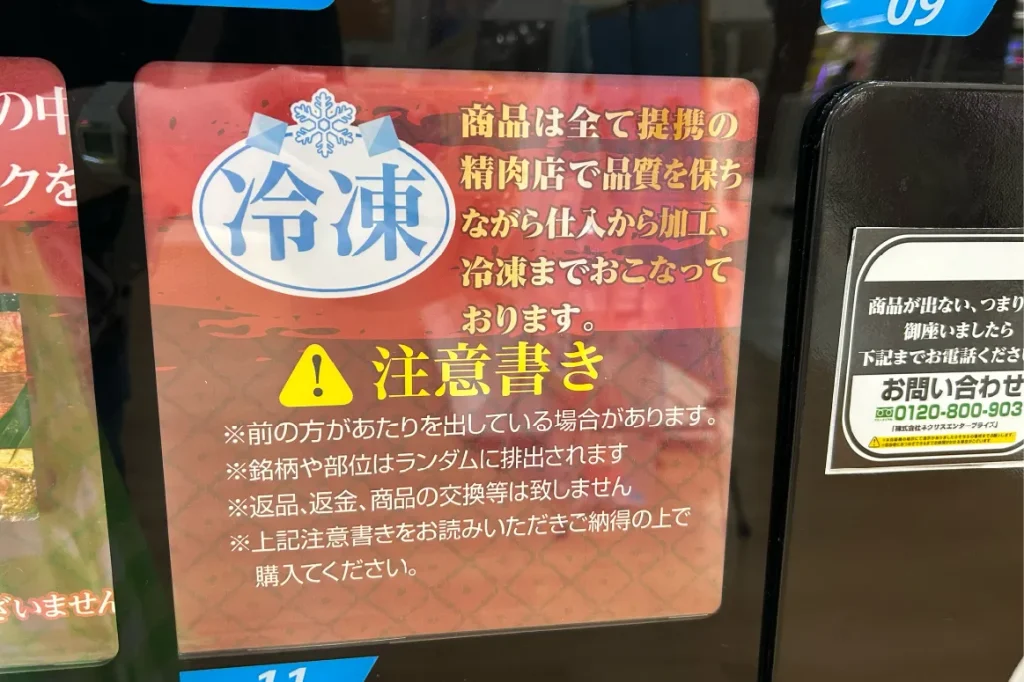 09
の中
クを
ざいません
冷凍
商品は全て提携の
精肉店で品質を保ち
ながら仕入から加工、
冷凍までおこなって
おります。
注意書き
※前の方があたりを出している場合があります。
※銘柄や部位はランダムに排出されます
※返品、返金、商品の交換等は致しません
※上記注意書きをお読みいただきご納得の上で
購入てください。
11
商品が出ない、つまり
御座いましたら
下記までお電話くださ
お問い合わせ
0120-800-903
「株式会社ネクサスエンタープライズ」